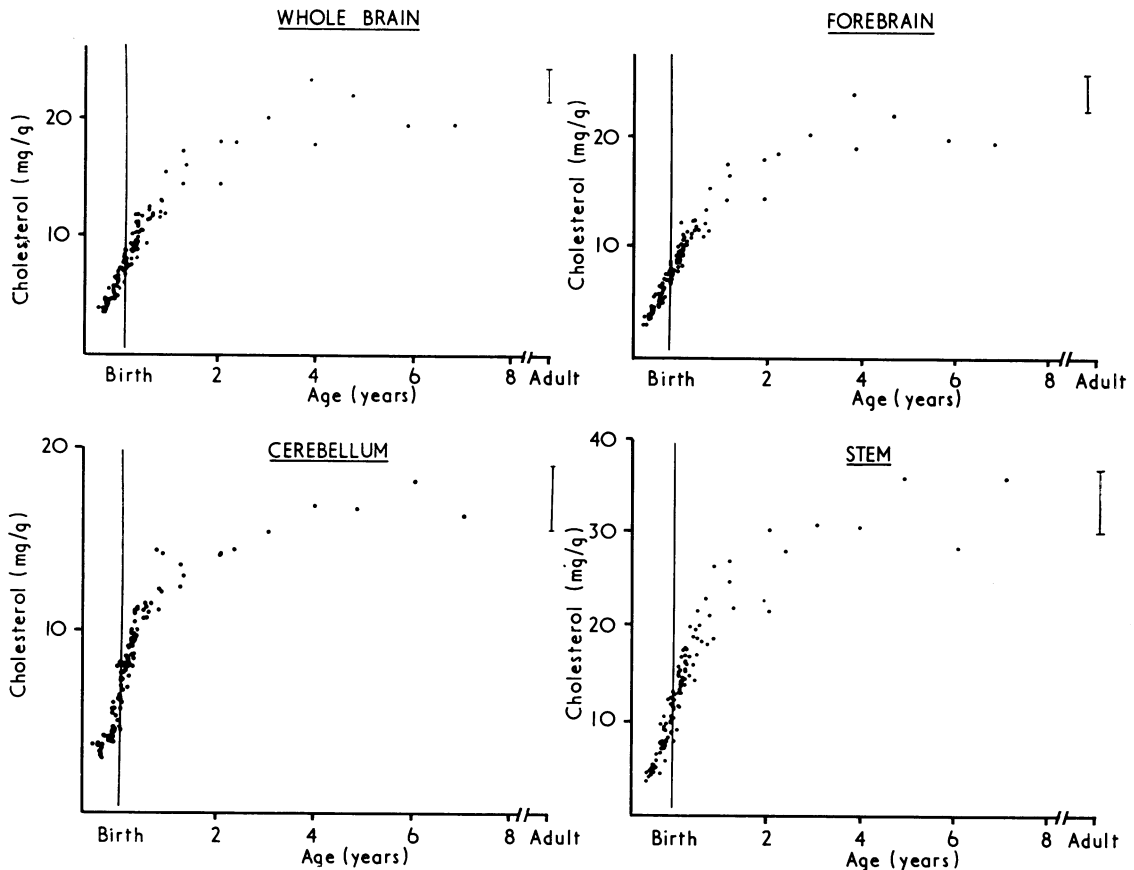 WHOLE BRAIN
Cholesterol (mg/g)
20
10
Birth 2 4 6 8 Adult
Age (years)
FOREBRAIN
Cholesterol (mg/g)
20
10
Birth 2 4 6 8 Adult
Age (years)
CEREBELLUM
Cholesterol (mg/g)
20
10
Birth 2 4 6 8 Adult
Age (years)
STEM
Cholesterol (mg/g)
40
30
20
10
Birth 2 4 6 8 Adult
Age (years)